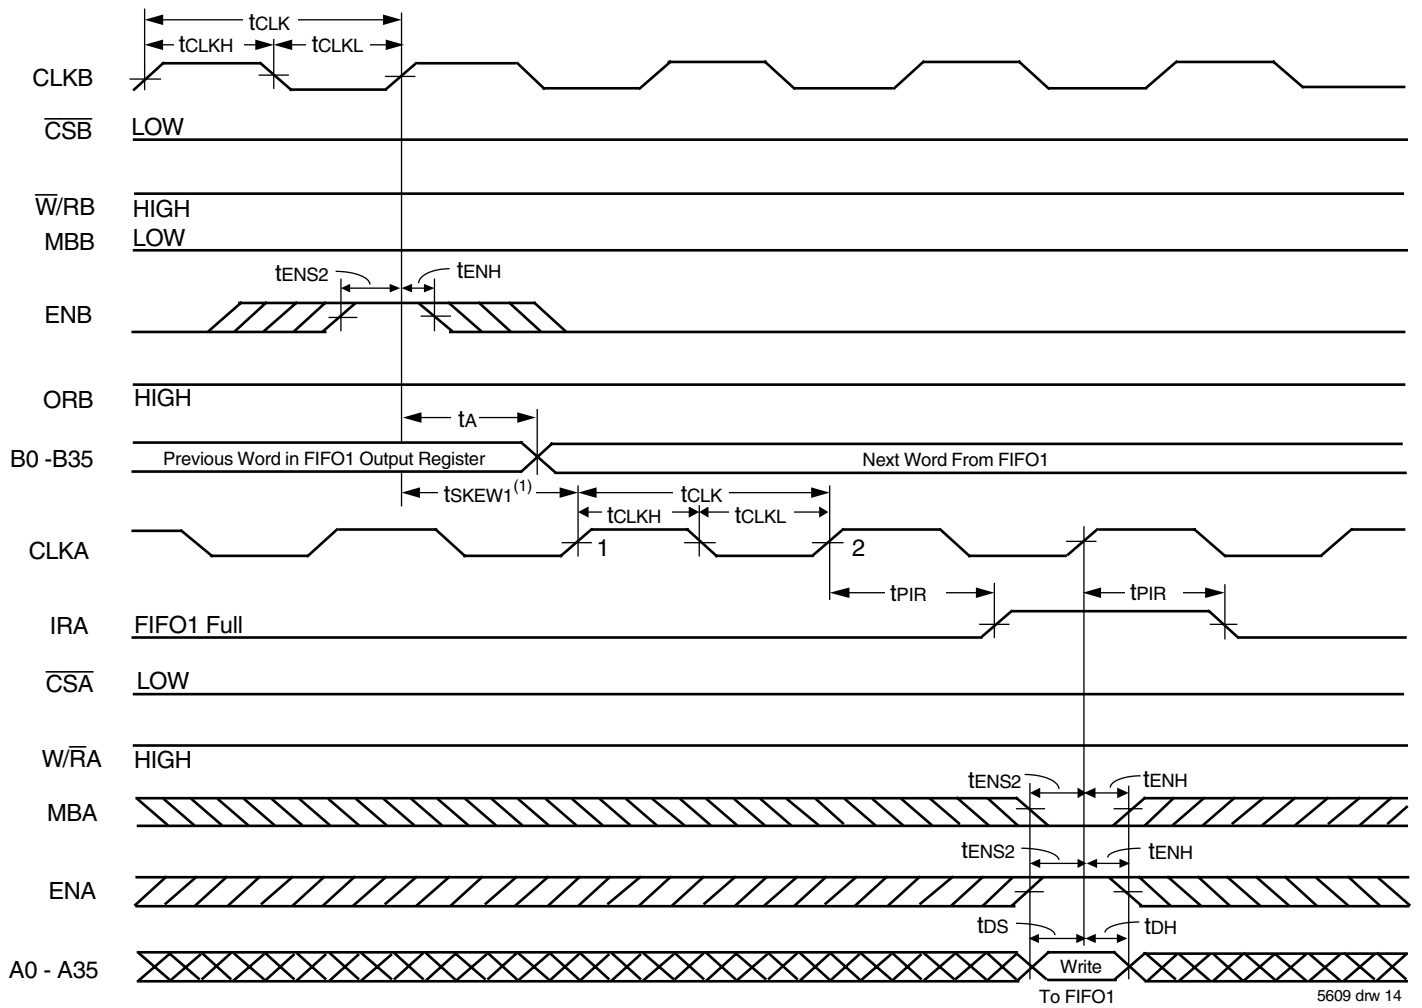 tCLK
tCLKH tCLKL
CLKB
CSB LOW
W/RB HIGH
MBB LOW
tENS2 tENH
ENB
ORB HIGH
tA
B0 -B35 Previous Word in FIFO1 Output Register Next Word From FIFO1
tSKEW1(1) tCLK
tCLKH tCLKL
CLKA 1 2
tPIR tPIR
IRA FIFO1 Full
CSA LOW
W/RA HIGH
tENS2 tENH
MBA
tENS2 tENH
ENA
tDS tDH
A0 - A35 Write
To FIFO1 5609 drw 14